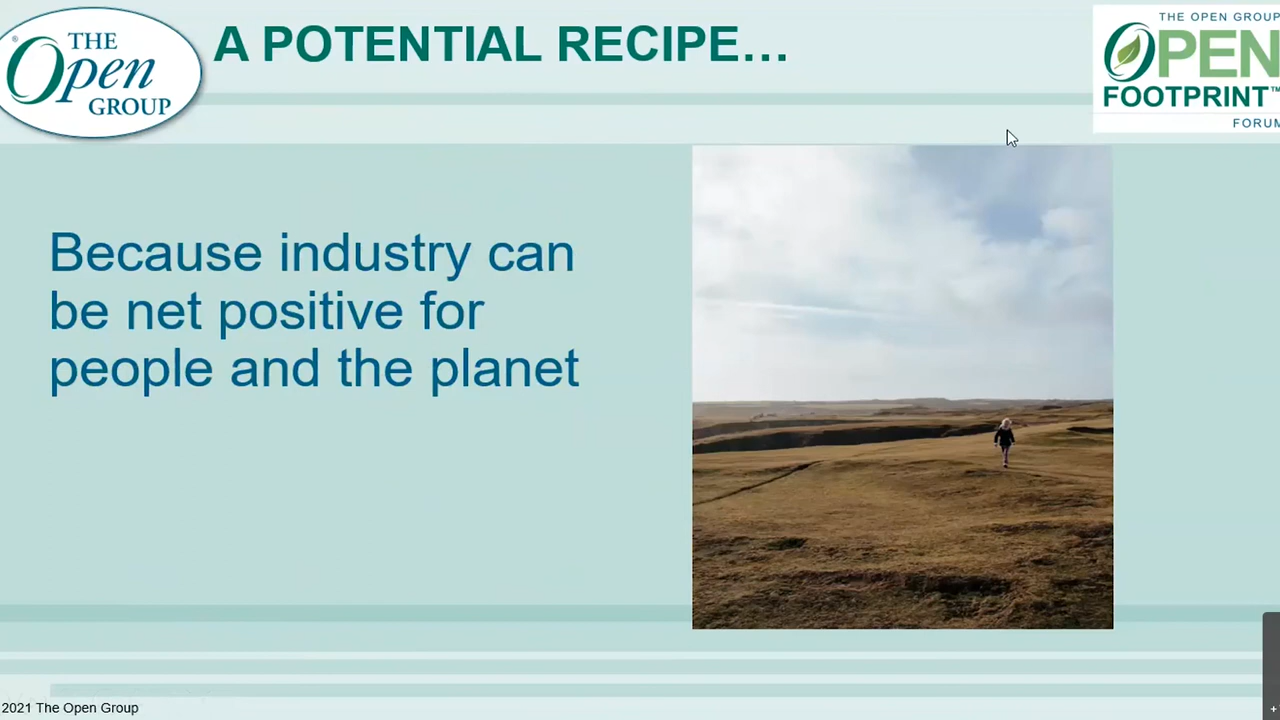 THE
Open
GROUP
®
A POTENTIAL RECIPE...
THE OPEN GROUP
OPEN
FOOTPRINT™
FORUM
Because industry can
be net positive for
people and the planet
2021 The Open Group
+